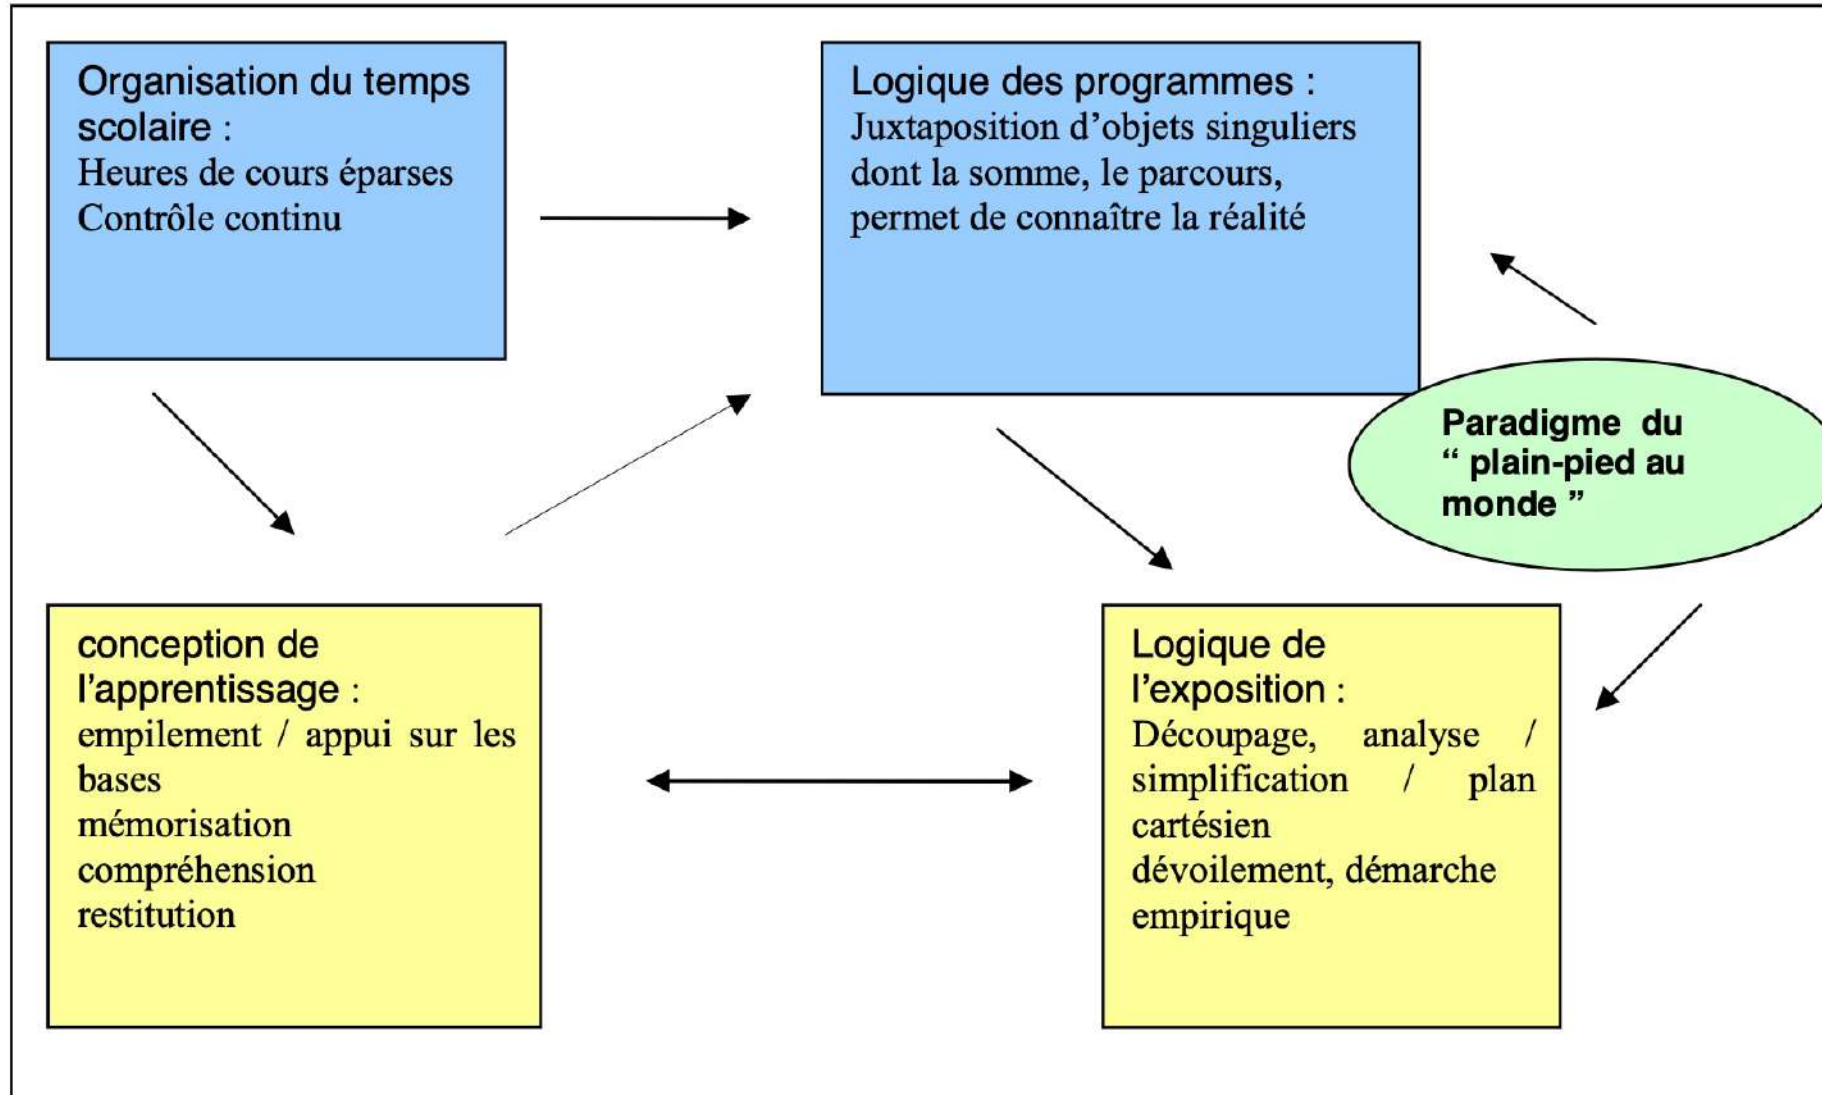 Organisation du temps
scolaire :
Heures de cours éparses
Contrôle continu
Logique des programmes :
Juxtaposition d’objets singuliers
dont la somme, le parcours,
permet de connaître la réalité
Paradigme du
“ plain-pied au
monde ”
conception de
l’apprentissage :
empilement / appui sur les
bases
mémorisation
compréhension
restitution
Logique de
l’exposition :
Découpage, analyse /
simplification / plan
cartésien
dévoilement, démarche
empirique